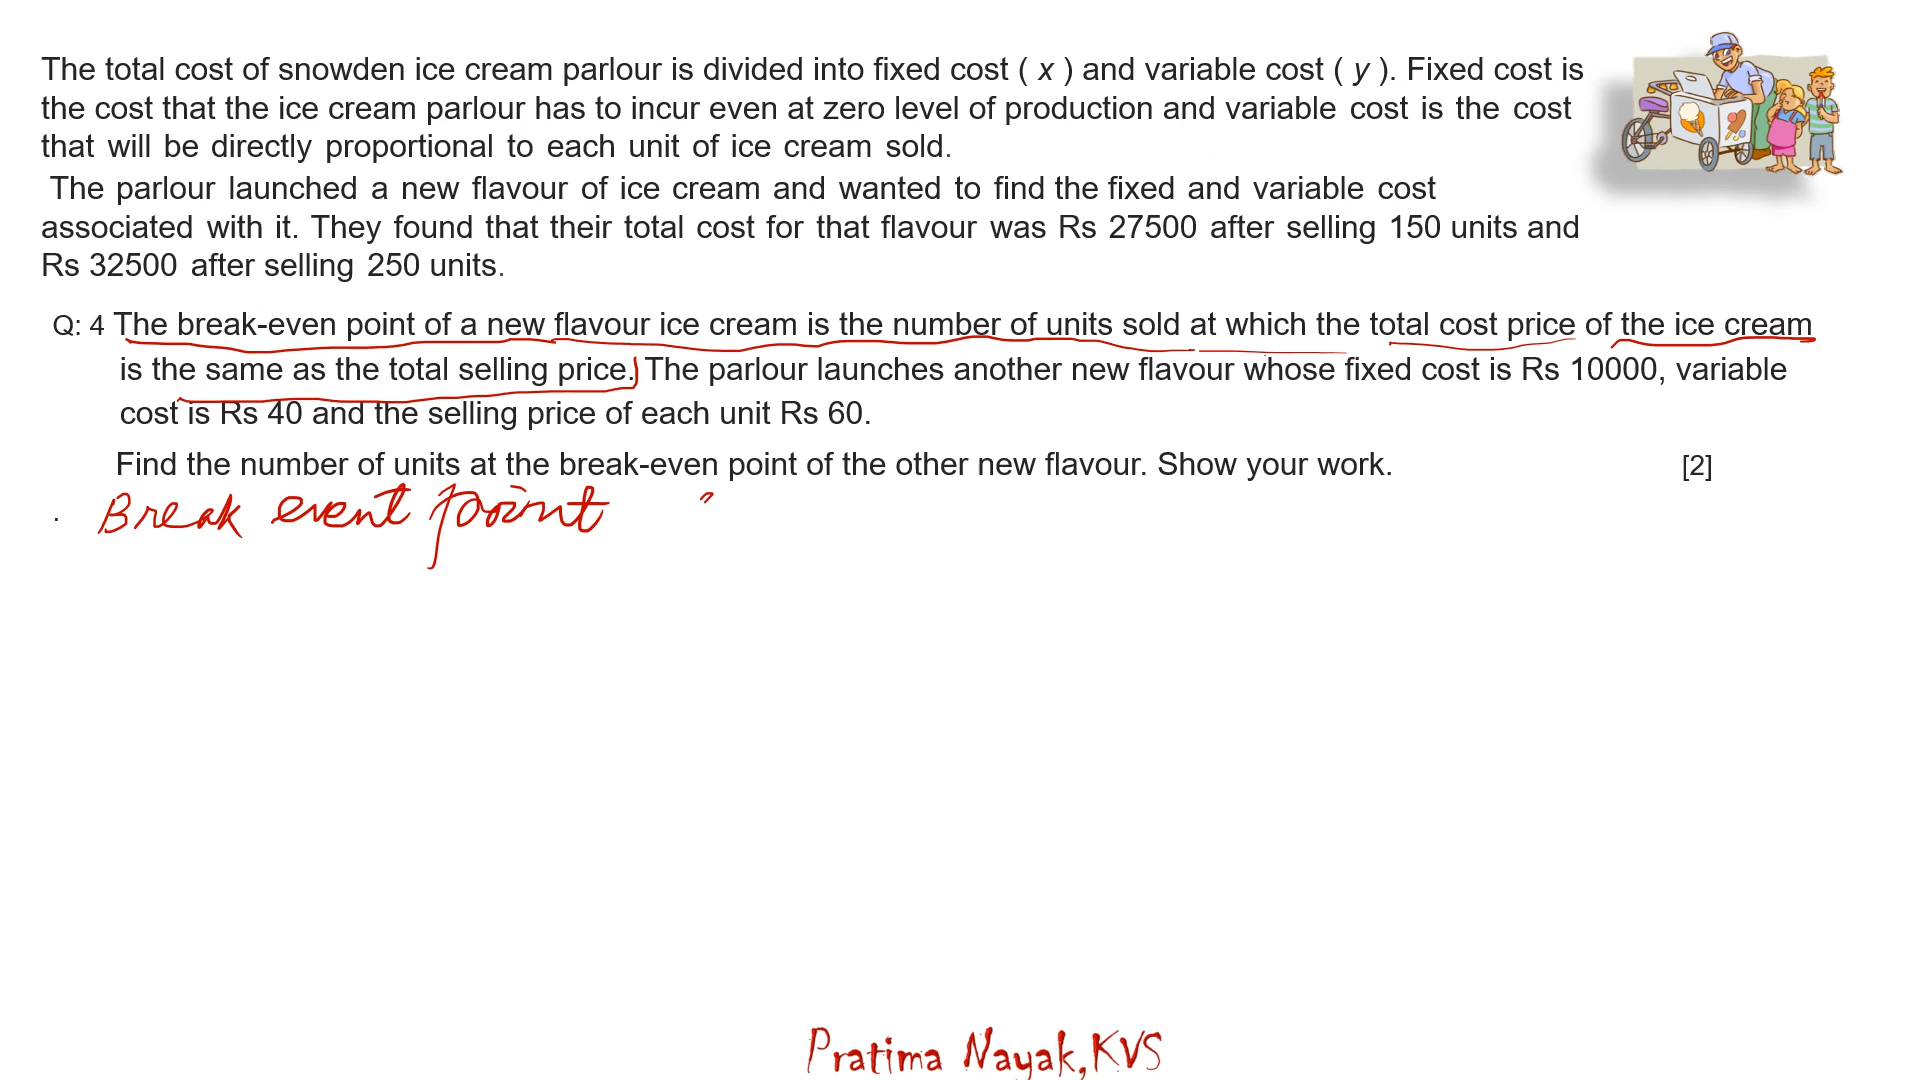 The total cost of snowden ice cream parlour is divided into fixed cost ( x ) and variable cost ( y ). Fixed cost is
the cost that the ice cream parlour has to incur even at zero level of production and variable cost is the cost
that will be directly proportional to each unit of ice cream sold.
The parlour launched a new flavour of ice cream and wanted to find the fixed and variable cost
associated with it. They found that their total cost for that flavour was Rs 27500 after selling 150 units and
Rs 32500 after selling 250 units.
Q: 4 The break-even point of a new flavour ice cream is the number of units sold at which the total cost price of the ice cream
is the same as the total selling price. The parlour launches another new flavour whose fixed cost is Rs 10000, variable
cost is Rs 40 and the selling price of each unit Rs 60.
Find the number of units at the break-even point of the other new flavour. Show your work. [2]
. Break event point
Pratima Nayak,KVS